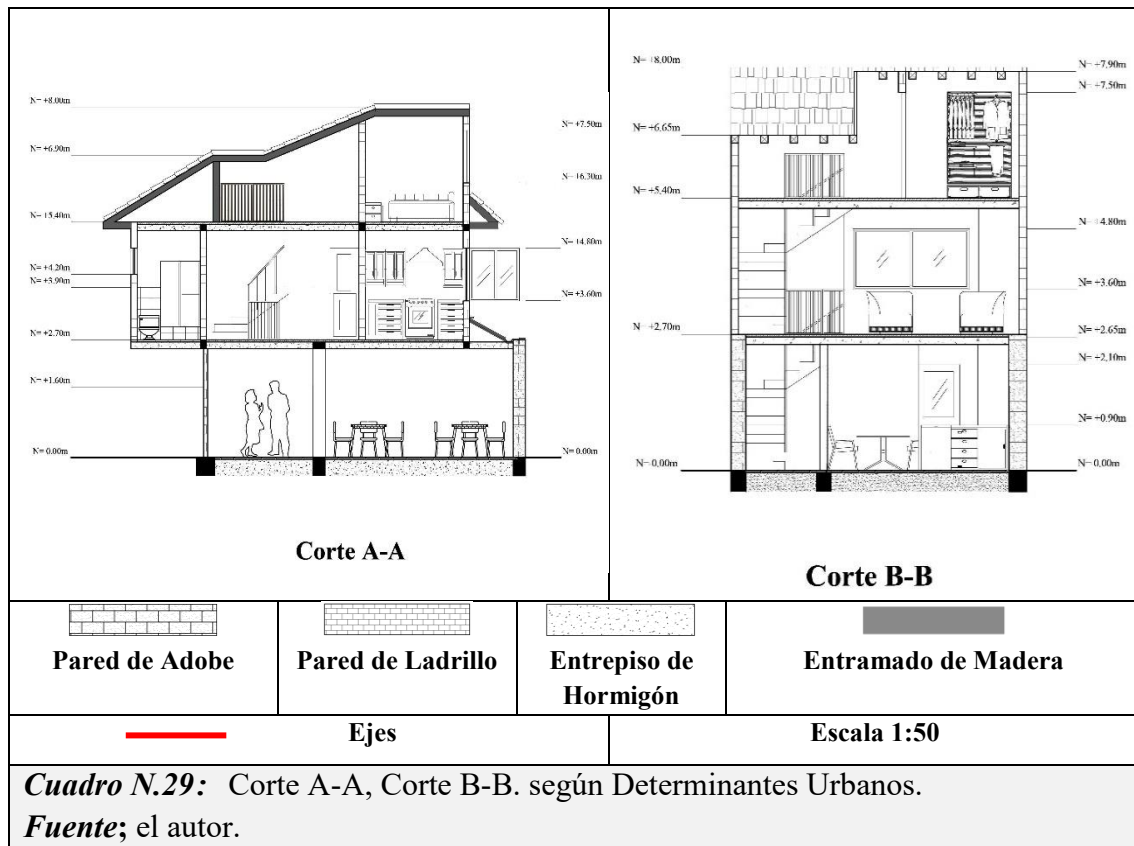 N= +8.00m
N= +6.90m
N= +5.40m
N= +4.20m
N= +3.90m
N= +2.70m
N= +1.60m
N= 0.00m
N= +7.50m
N= +6.30m
N= +4.80m
N= +3.60m
N= 0.00m
Corte A-A
N= +8,00m
N= +6.65m
N= +5,40m
N= +2.70m
N= 0,00m
N= +7,90m
N= +7,50m
N= +4.80m
N= +3.60m
N= +2.65m
N= +2,10m
N= +0.90m
N= 0,00m
Corte B-B
Pared de Adobe
Pared de Ladrillo
Entrepiso de
Hormigón
Entramado de Madera
Ejes
Escala 1:50
Cuadro N.29: Corte A-A, Corte B-B. según Determinantes Urbanos.
Fuente; el autor.